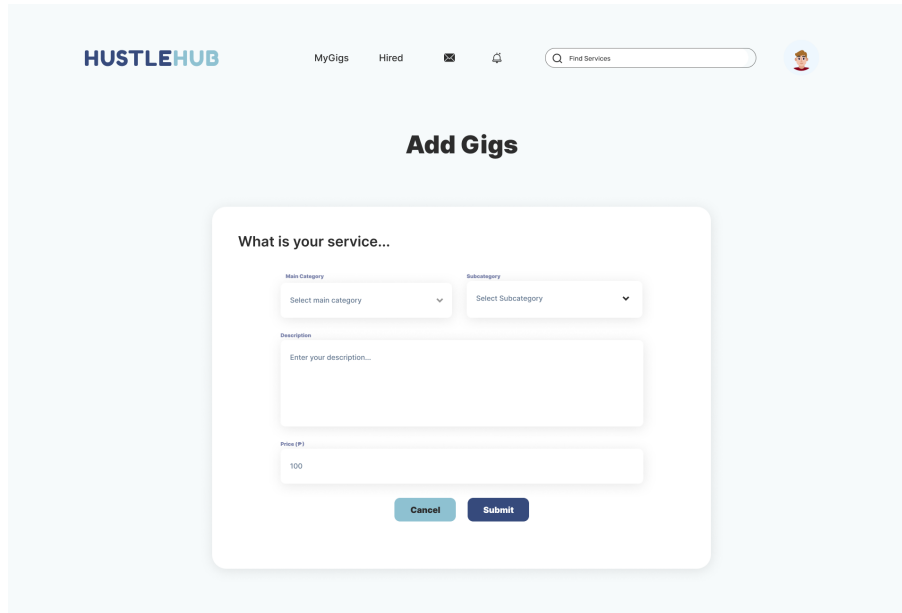 HUSTLEHUB
MyGigs
Hired
Find Services
Add Gigs
What is your service...
Main Category
Subcategory
Select main category
Select Subcategory
Description
Enter your description...
Price (₱)
100
Cancel
Submit